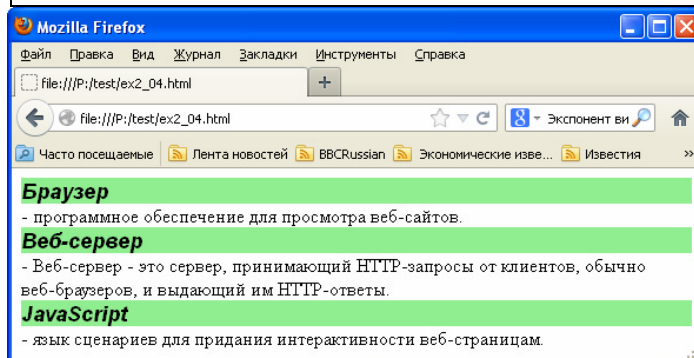 Mozilla Firefox
Файл Правка Вид Журнал Закладки Инструменты Справка
file:///P:/test/ex2_04.html +
file:///P:/test/ex2_04.html 8 Экспонент ви
Часто посещаемые Лента новостей BBCRussian Экономические изве... Известия »
Браузер
- программное обеспечение для просмотра веб-сайтов.
Веб-сервер
- Веб-сервер - это сервер, принимающий HTTP-запросы от клиентов, обычно
веб-браузеров, и выдающий им HTTP-ответы.
JavaScript
- язык сценариев для придания интерактивности веб-страницам.